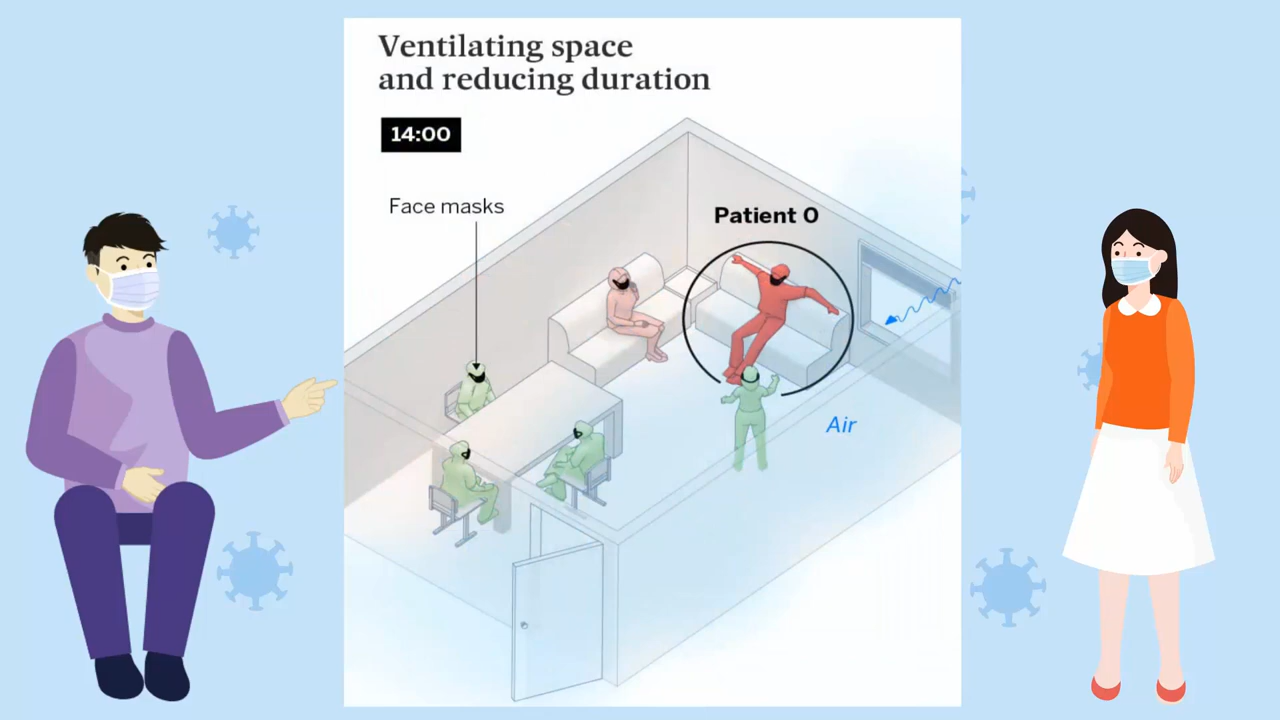 Ventilating space
and reducing duration
14:00
Face masks
Patient 0
Air